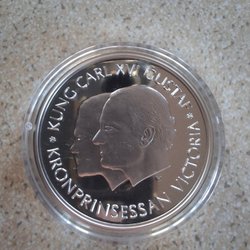 KUNG CARL XVI GUSTAF
KRONPRINSESSAN VICTORIA